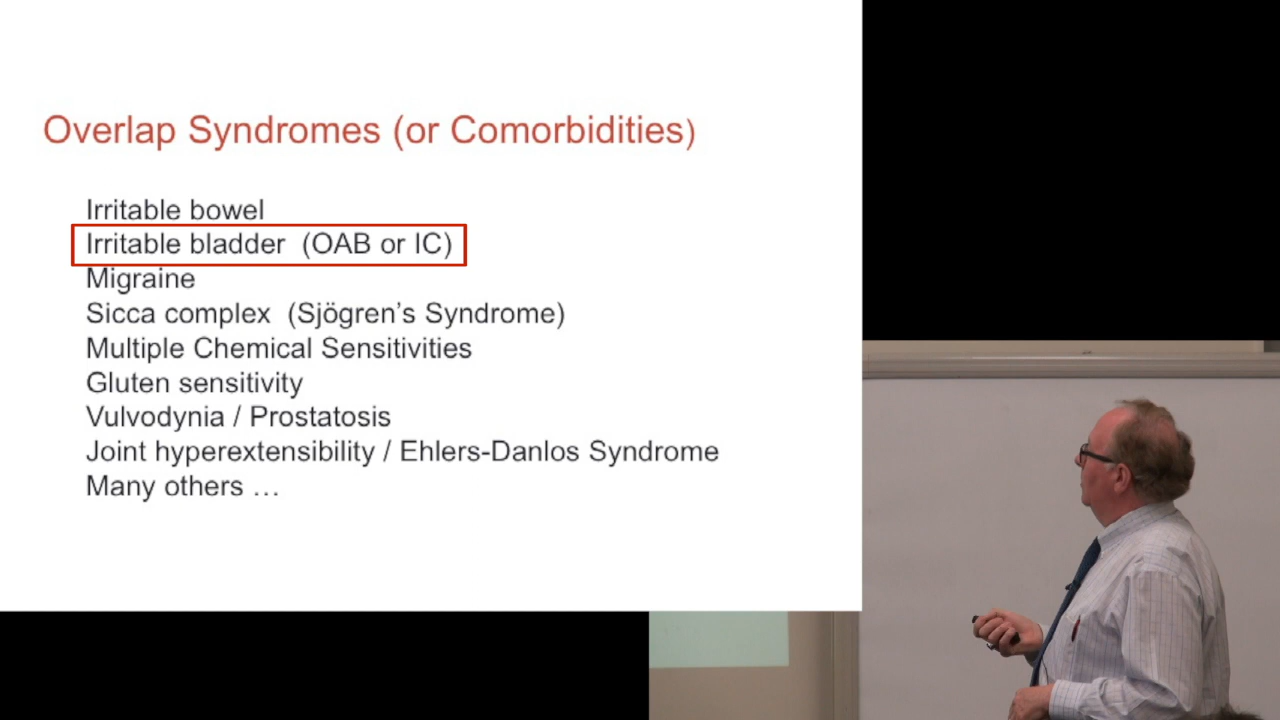 Overlap Syndromes (or Comorbidities)
Irritable bowel
Irritable bladder (OAB or IC)
Migraine
Sicca complex (Sjögren’s Syndrome)
Multiple Chemical Sensitivities
Gluten sensitivity
Vulvodynia / Prostatosis
Joint hyperextensibility / Ehlers-Danlos Syndrome
Many others …